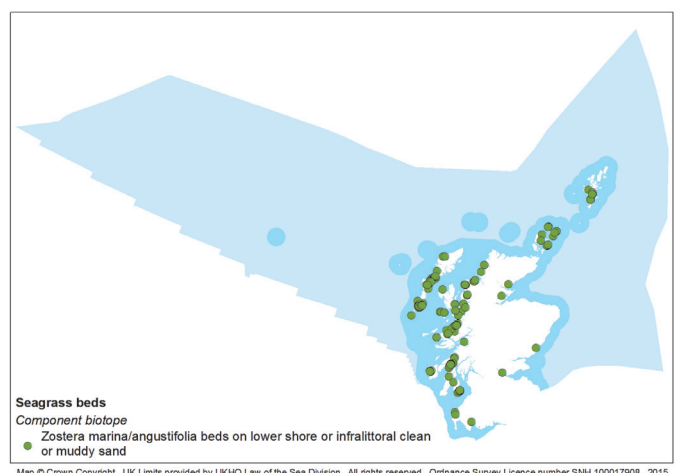 Seagrass beds
Component biotope
Zostera marina/angustifolia beds on lower shore or infralittoral clean
or muddy sand
Map © Crown Copyright   UK Limits provided by UKHO Law of the Sea Division   All rights reserved   Ordnance Survey Licence number SNH 100017908   2015